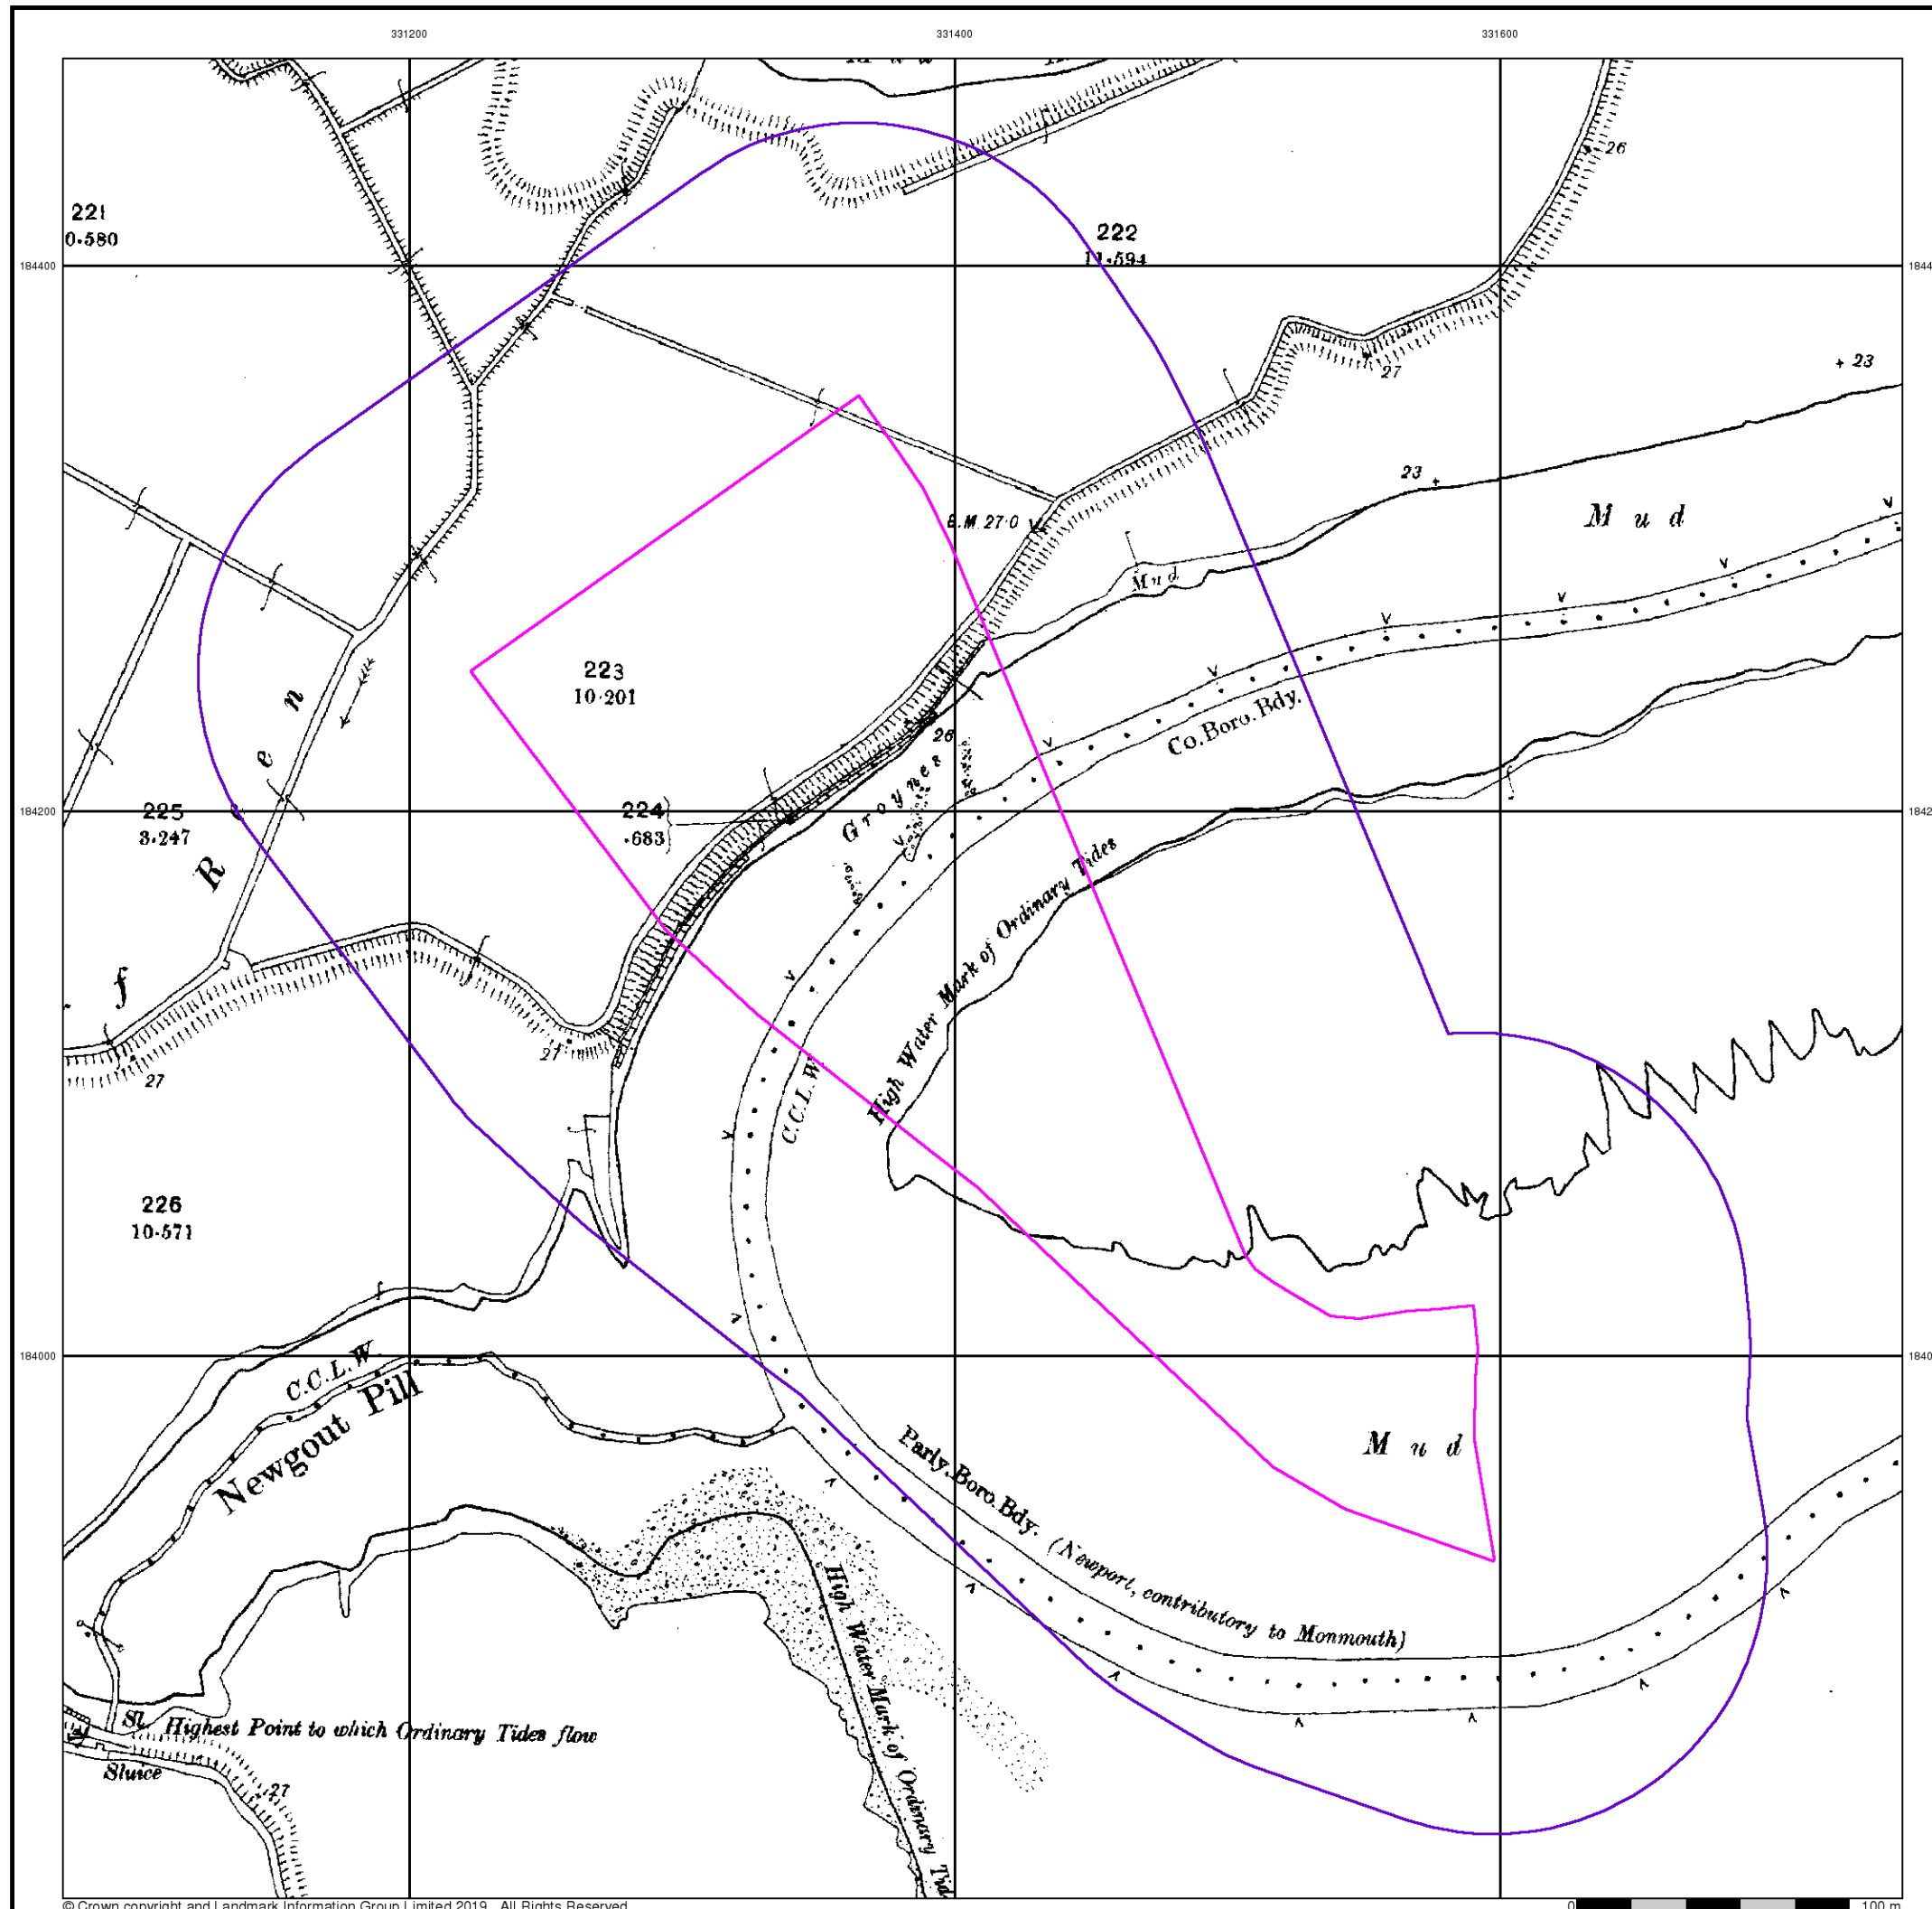 331200
331400
331600
26
221
0.580
222
11.594
184400
27
+ 23
23 +
M u d
B.M. 27.0
Mud
223
10.201
26
Groynes
Co. Boro. Bdy.
224
.683
225
3.247
184200
R e n
f
High Water Mark of Ordinary Tides
27
27
C.C.L.W.
226
10.571
184000
C.C.L.W.
Newgout Pill
M u d
Parly. Boro. Bdy. (Newport, contributory to Monmouth)
High Water Mark of Ordinary Tid
Sl. Highest Point to which Ordinary Tides flow
Sluice
27
© Crown copyright and Landmark Information Group Limited 2019. All Rights Reserved.
0
100 m